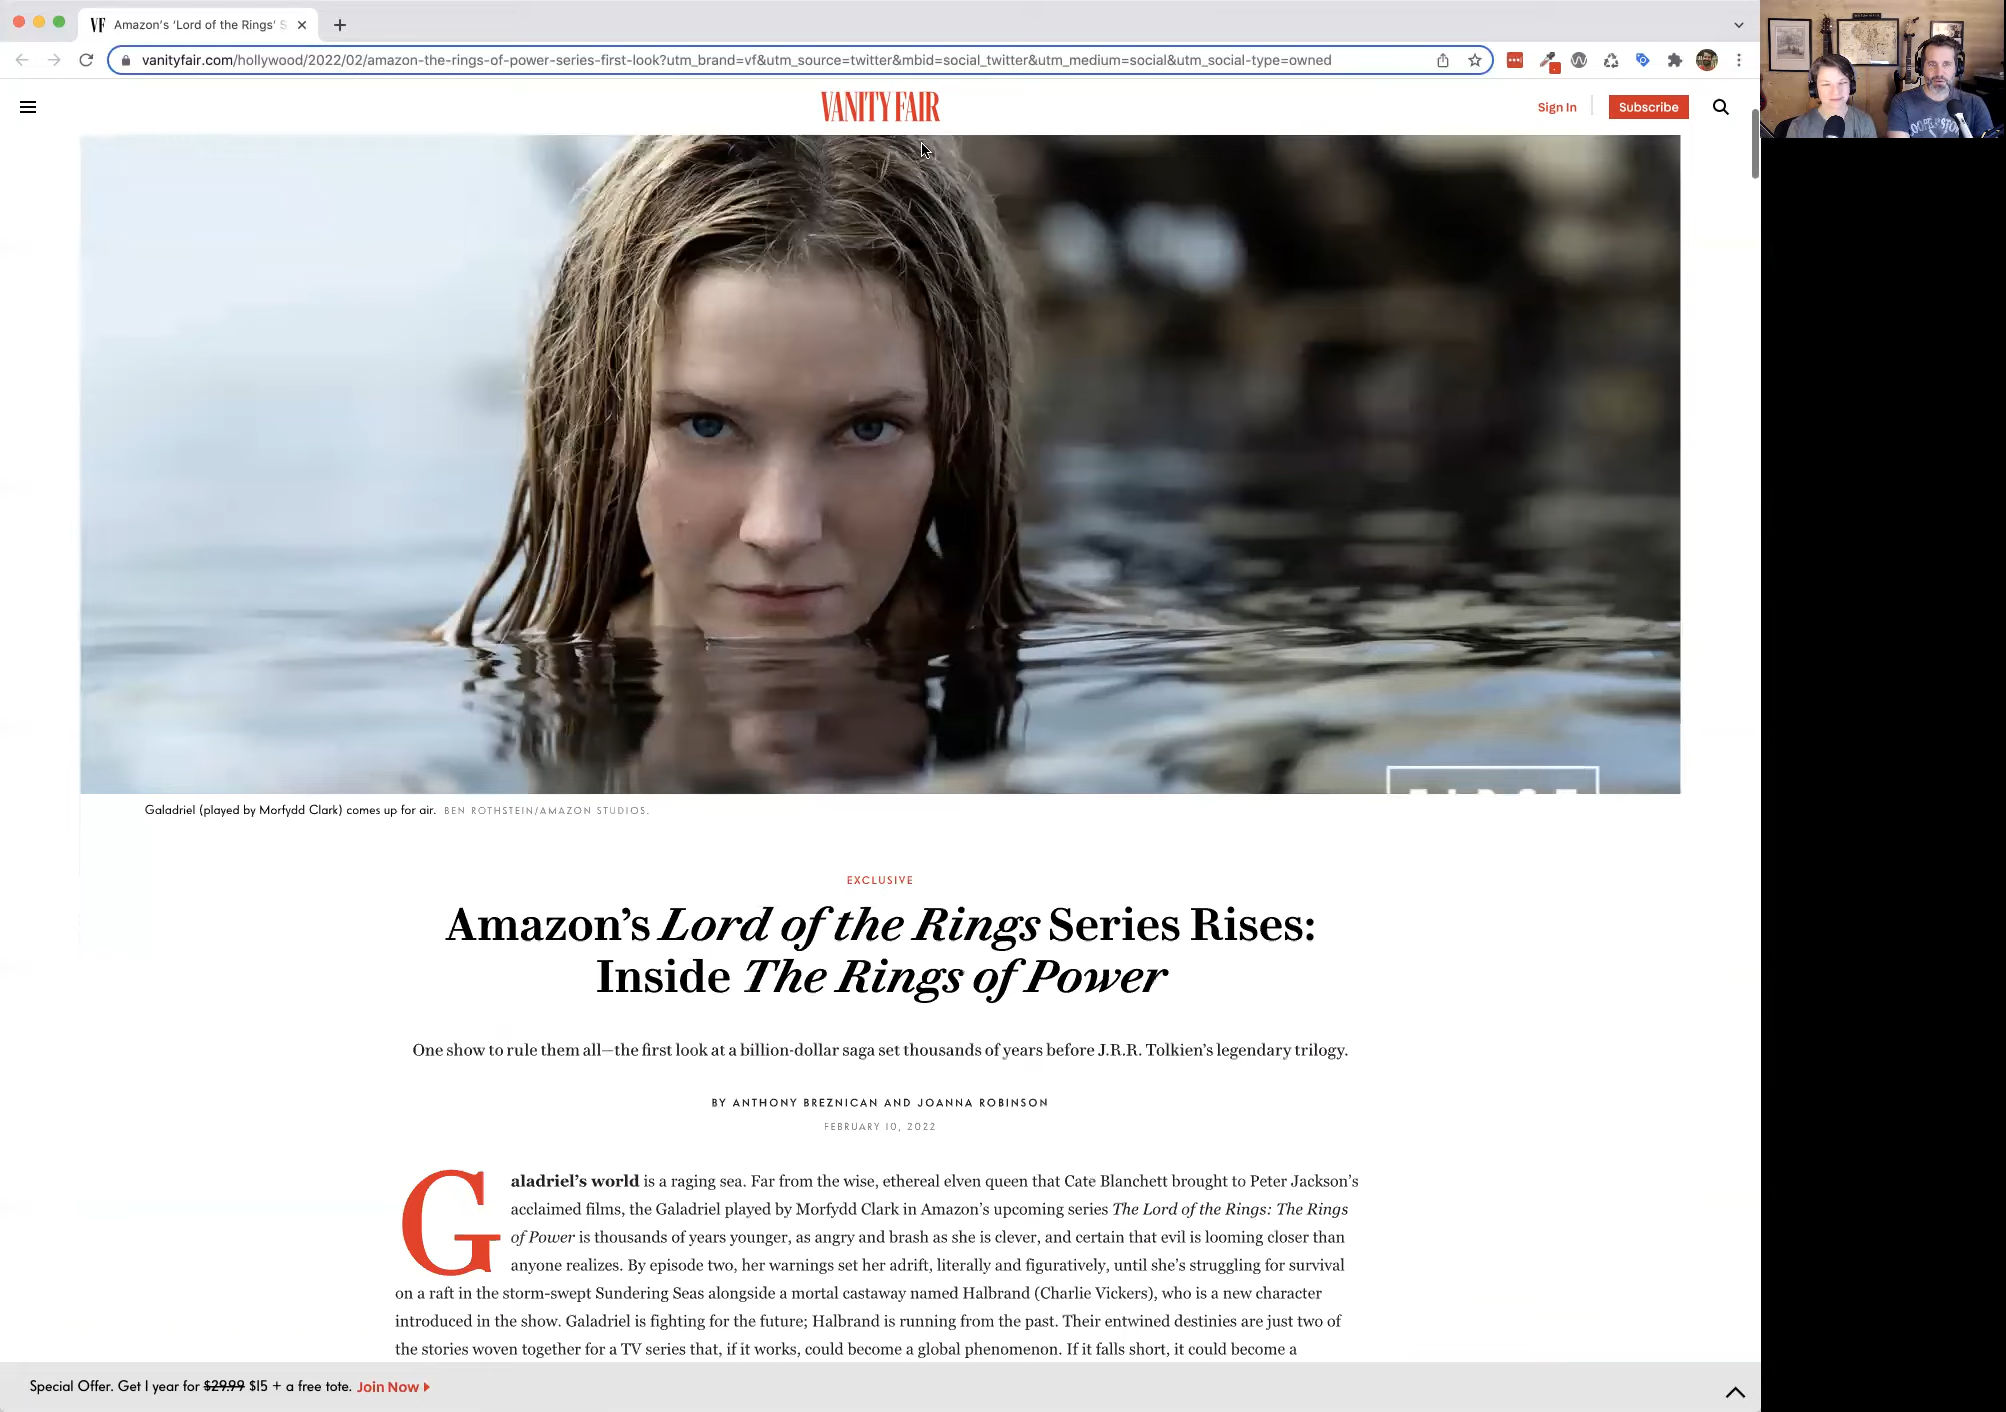 VF Amazon's 'Lord of the Rings' S
vanityfair.com/hollywood/2022/02/amazon-the-rings-of-power-series-first-look?utm_brand=vf&utm_source=twitter&mbid=social_twitter&utm_medium=social&utm_social-type=owned
VANITY FAIR
Sign In
Subscribe
Galadriel (played by Morfydd Clark) comes up for air. BEN ROTHSTEIN/AMAZON STUDIOS.
EXCLUSIVE
Amazon's Lord of the Rings Series Rises:
Inside The Rings of Power
One show to rule them all—the first look at a billion-dollar saga set thousands of years before J.R.R. Tolkien's legendary trilogy.
BY ANTHONY BREZNICAN AND JOANNA ROBINSON
FEBRUARY 10, 2022
Galadriel's world is a raging sea. Far from the wise, ethereal elven queen that Cate Blanchett brought to Peter Jackson's
acclaimed films, the Galadriel played by Morfydd Clark in Amazon's upcoming series The Lord of the Rings: The Rings
of Power is thousands of years younger, as angry and brash as she is clever, and certain that evil is looming closer than
anyone realizes. By episode two, her warnings set her adrift, literally and figuratively, until she's struggling for survival
on a raft in the storm-swept Sundering Seas alongside a mortal castaway named Halbrand (Charlie Vickers), who is a new character
introduced in the show. Galadriel is fighting for the future; Halbrand is running from the past. Their entwined destinies are just two of
the stories woven together for a TV series that, if it works, could become a global phenomenon. If it falls short, it could become a
Special Offer. Get 1 year for $29.99 $15 + a free tote. Join Now